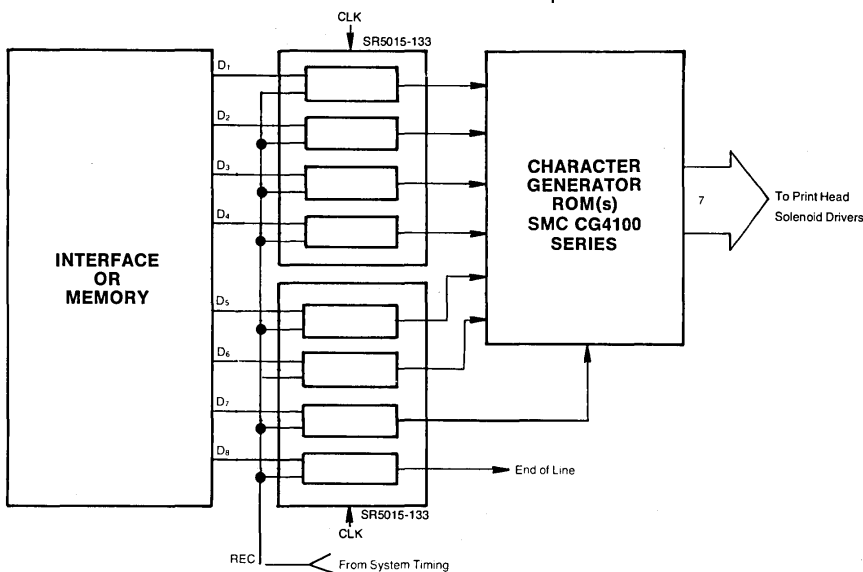 CLK
SR5015-133
D1
D2
D3
D4
D5
D6
D7
D8
INTERFACE
OR
MEMORY
CHARACTER
GENERATOR
ROM(s)
SMC CG4100
SERIES
7
To Print Head
Solenoid Drivers
End of Line
SR5015-133
CLK
REC
From System Timing